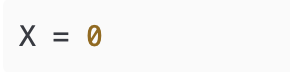 X = 0